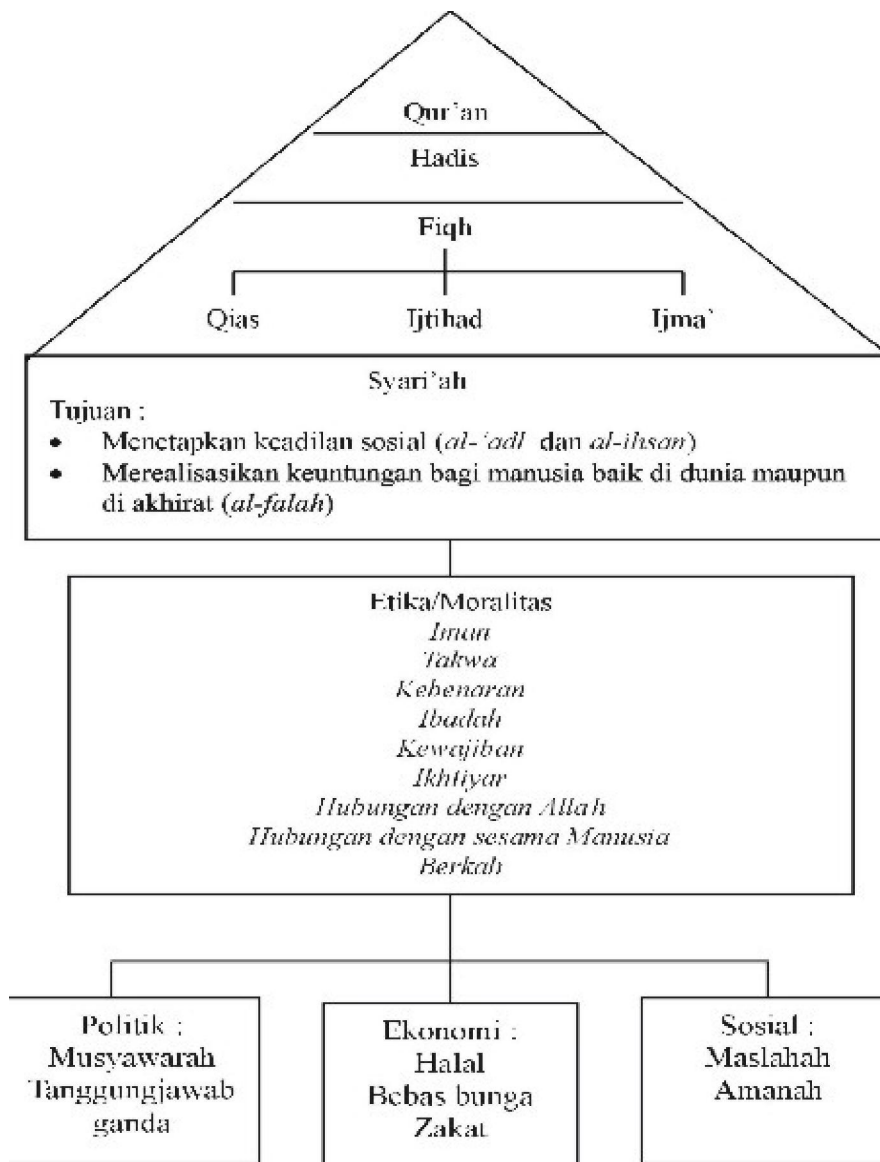 Qur'an
Hadis
Fiqh
Qias Ijtihad Ijma`
Syari'ah
Tujuan :
• Menetapkan keadilan sosial (al-'adl dan al-ihsan)
• Merealisasikan keuntungan bagi manusia baik di dunia maupun
di akhirat (al-falah)
Etika/Moralitas
Iman
Takwa
Kebenaran
Ibadah
Kewajiban
Ikhtiyar
Hubungan dengan Allah
Hubungan dengan sesama Manusia
Berkah
Politik :
Musyawarah
Tanggungjawab
ganda
Ekonomi :
Halal
Bebas bunga
Zakat
Sosial :
Maslahah
Amanah